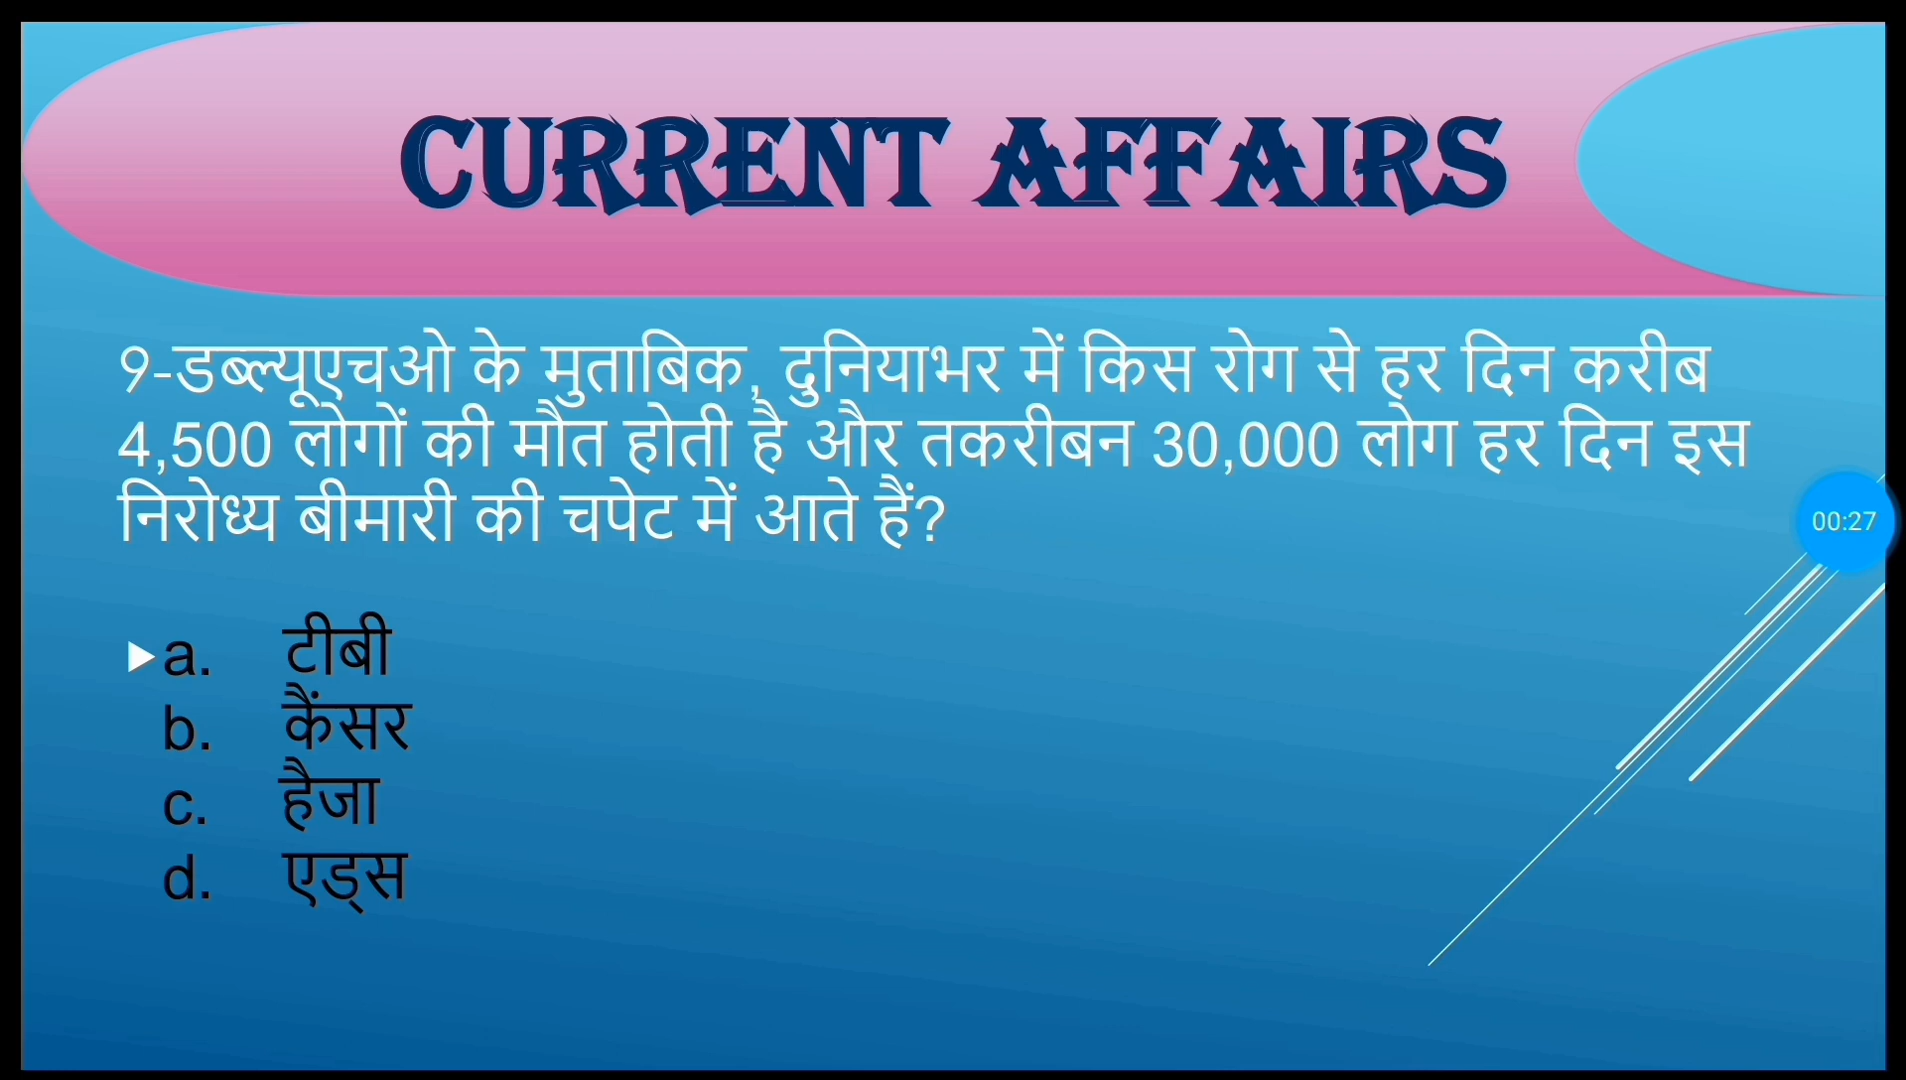 CURRENT AFFAIRS
9-डब्ल्यूएचओ के मुताबिक, दुनियाभर में किस रोग से हर दिन करीब
4,500 लोगों की मौत होती है और तकरीबन 30,000 लोग हर दिन इस
निरोध्य बीमारी की चपेट में आते हैं?
00:27
a. टीबी
b. कैंसर
c. हैजा
d. एड्स